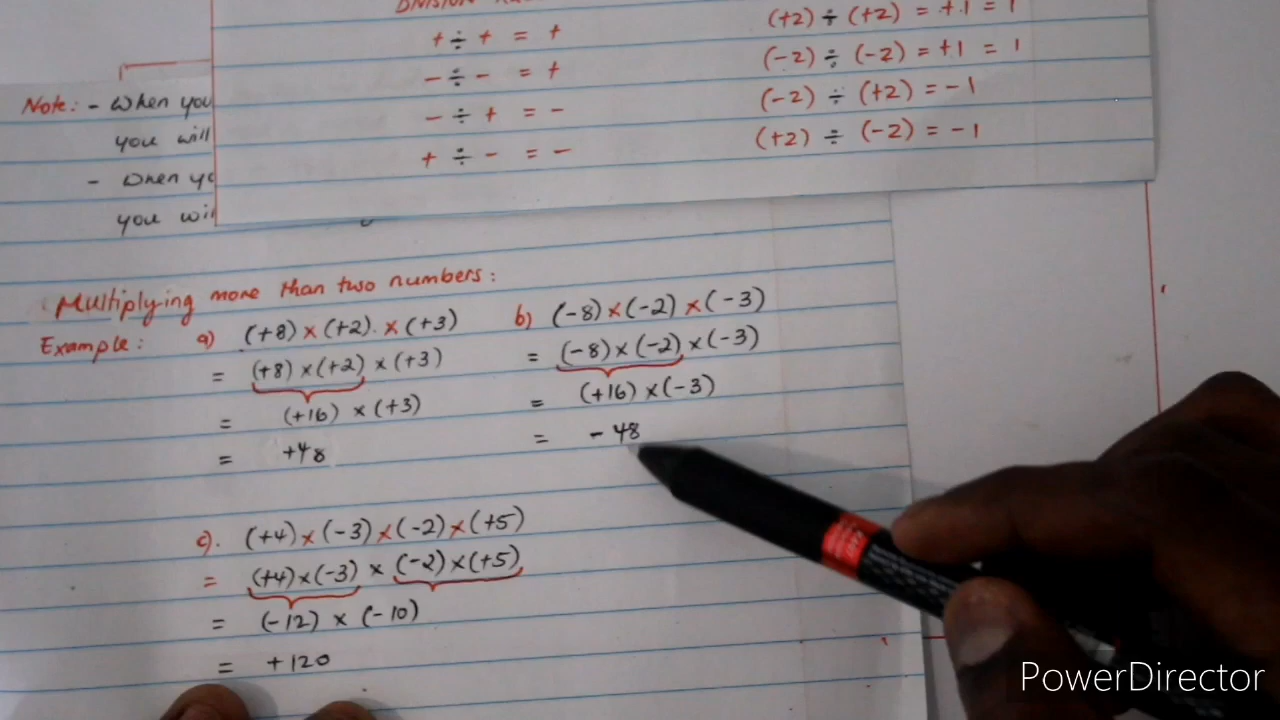 DIVISION
+ ÷ + = +
(+2) ÷ (+2) = +1 = 1
- ÷ - = +
(-2) ÷ (-2) = +1 = 1
- ÷ + = -
(-2) ÷ (+2) = -1
+ ÷ - = -
(+2) ÷ (-2) = -1
Note: - When you
you will
- When yo
you wil
Multiplying more than two numbers:
Example: a) (+8) × (+2) . × (+3)
= (+8) × (+2) × (+3)
= (+16) × (+3)
= +48
b) (-8) × (-2) × (-3)
= (-8) × (-2) × (-3)
= (+16) × (-3)
= -48
c). (+4) × (-3) × (-2) × (+5)
= (+4) × (-3) × (-2) × (+5)
= (-12) × (-10)
= +120
PowerDirector